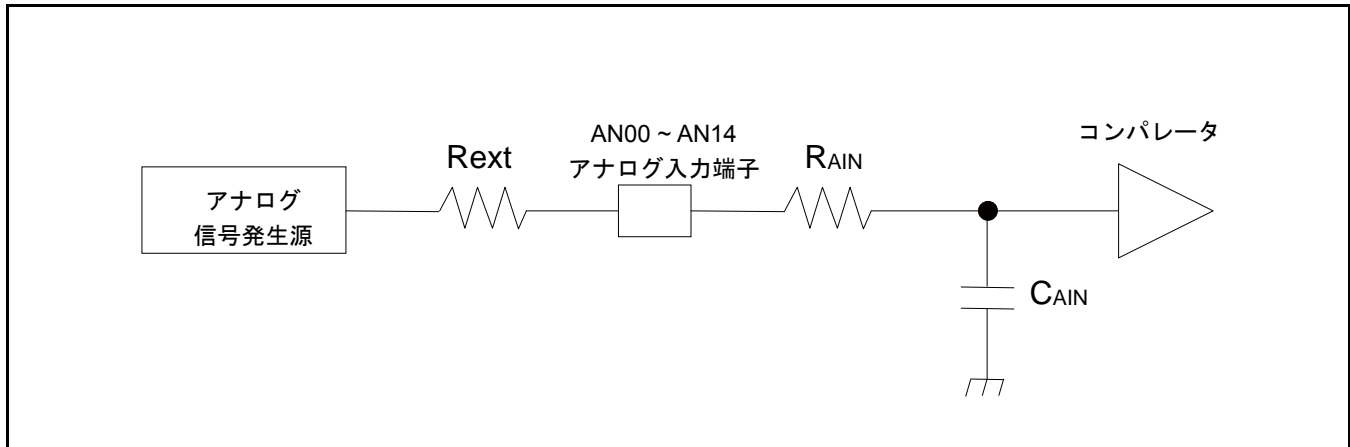 アナログ
信号発生源
Rext
AN00 ~ AN14
アナログ入力端子
RAIN
コンパレータ
CAIN